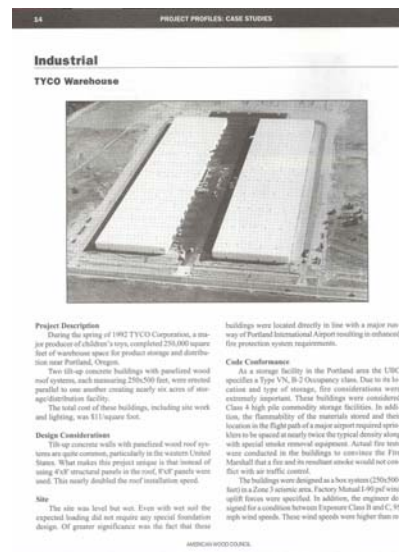 14
PROJECT PROFILES: CASE STUDIES
Industrial
TYCO Warehouse
Project Description
During the spring of 1992 TYCO Corporation, a ma-
jor producer of children's toys, completed 250,000 square
feet of warehouse space for product storage and distribu-
tion near Portland, Oregon.
Two tilt-up concrete buildings with panelized wood
roof systems, each measuring 250x500 feet, were erected
parallel to one another creating nearly six acres of stor-
age/distribution facility.
The total cost of these buildings, including site work
and lighting, was $11/square foot.
Design Considerations
Tilt-up concrete walls with panelized wood roof sys-
tems are quite common, particularly in the western United
States. What makes this project unique is that instead of
using 4'x8' structural panels in the roof, 8'x8' panels were
used. This nearly doubled the roof installation speed.
Site
The site was level but wet. Even with wet soil the
expected loading did not require any special foundation
design. Of greater significance was the fact that these
buildings were located directly in line with a major run-
way of Portland International Airport resulting in enhanced
fire protection system requirements.
Code Conformance
As a storage facility in the Portland area the UBC
specifies a Type VN, B-2 Occupancy class. Due to its lo-
cation and type of storage, fire considerations were
extremely important. These buildings were considered
Class 4 high pile commodity storage facilities. In addi-
tion, the flammability of the materials stored and their
location in the flight path of a major airport required sprin-
klers to be spaced at nearly twice the typical density along
with special smoke removal equipment. Actual fire tests
were conducted in the buildings to convince the Fire
Marshall that a fire and its resultant smoke would not con-
flict with air traffic control.
The buildings were designed as a box system (250x500
feet) in a Zone 3 seismic area. Factory Mutual I-90 psf wind
uplift forces were specified. In addition, the engineer de-
signed for a condition between Exposure Class B and C, 95
mph wind speeds. These wind speeds were higher than re-
AMERICAN WOOD COUNCIL